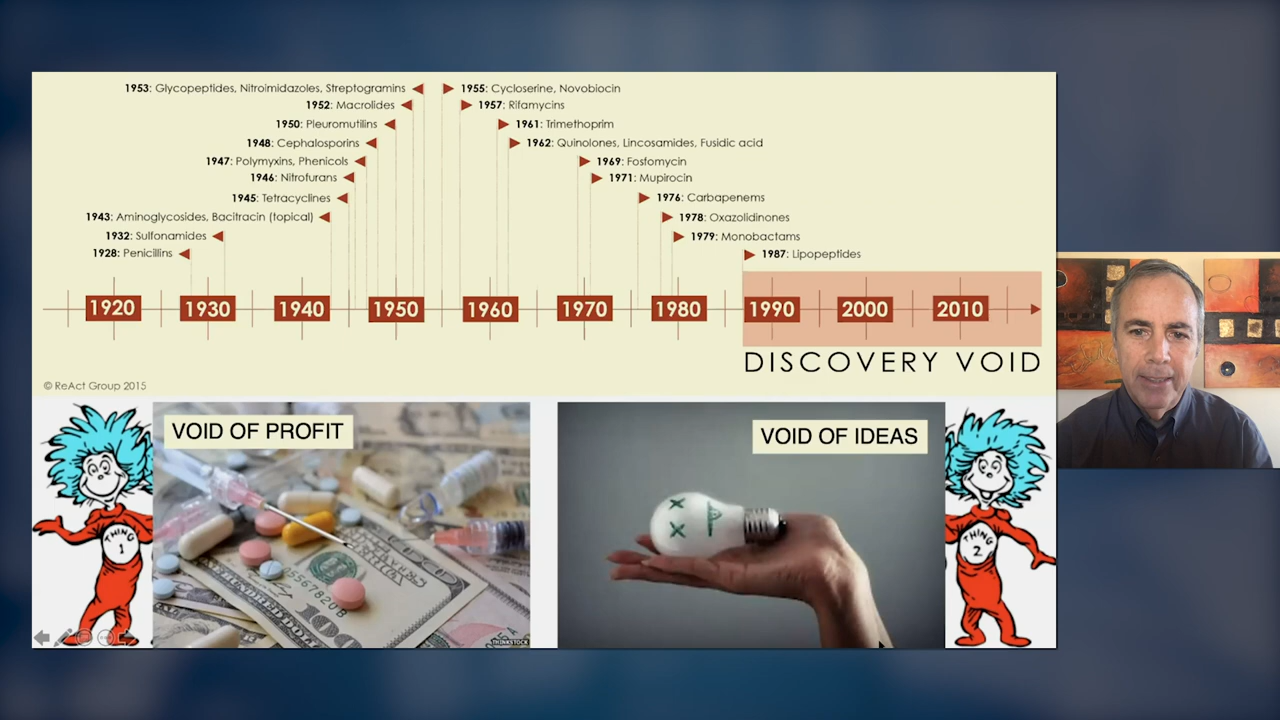 1953: Glycopeptides, Nitroimidazoles, Streptogramins
1952: Macrolides
1950: Pleuromutilins
1948: Cephalosporins
1947: Polymyxins, Phenicols
1946: Nitrofurans
1945: Tetracyclines
1943: Aminoglycosides, Bacitracin (topical)
1932: Sulfonamides
1928: Penicillins
1955: Cycloserine, Novobiocin
1957: Rifamycins
1961: Trimethoprim
1962: Quinolones, Lincosamides, Fusidic acid
1969: Fosfomycin
1971: Mupirocin
1976: Carbapenems
1978: Oxazolidinones
1979: Monobactams
1987: Lipopeptides
1920 1930 1940 1950 1960 1970 1980 1990 2000 2010
DISCOVERY VOID
© ReAct Group 2015
VOID OF PROFIT
VOID OF IDEAS
THING
1
THING
2
100
THINKSTOCK